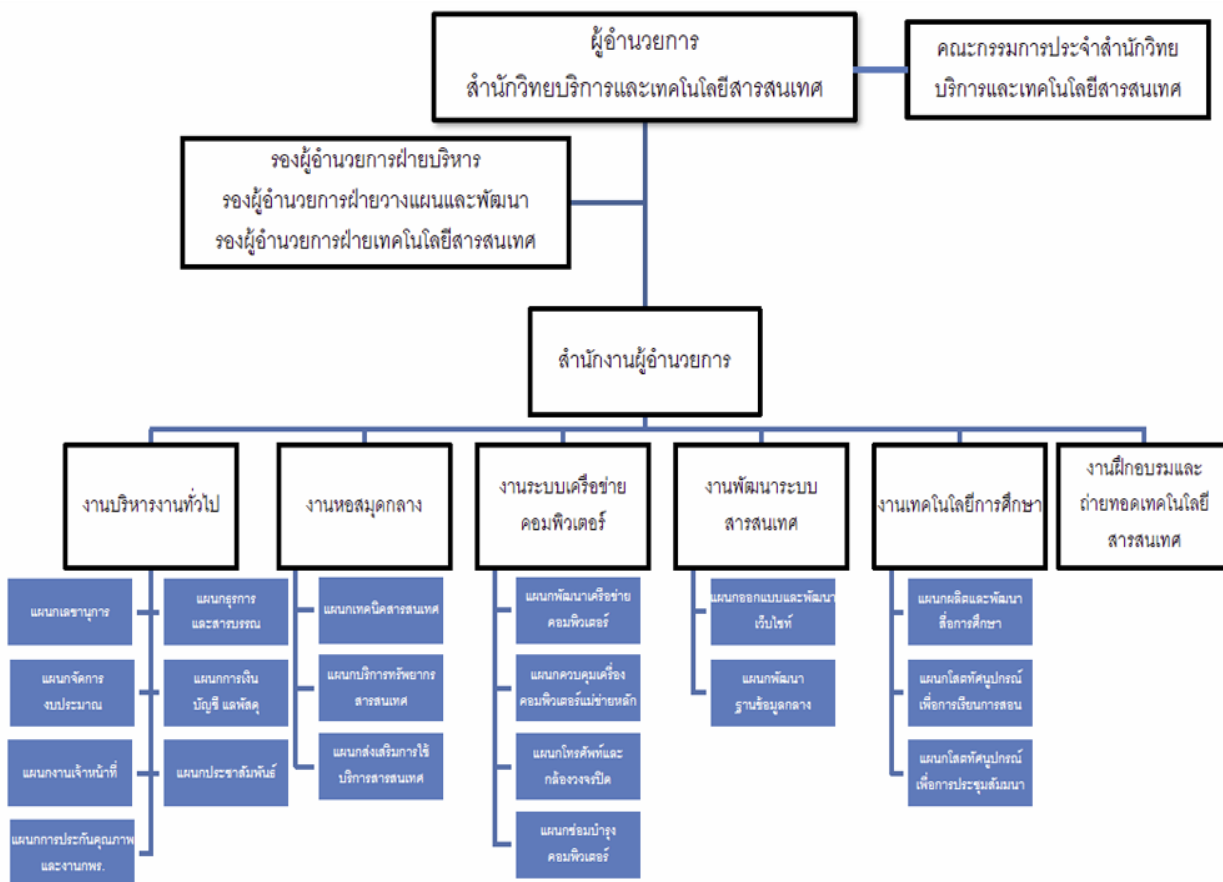 ผู้อำนวยการ
สำนักวิทยบริการและเทคโนโลยีสารสนเทศ
คณะกรรมการประจำสำนักวิทย
บริการและเทคโนโลยีสารสนเทศ
รองผู้อำนวยการฝ่ายบริหาร
รองผู้อำนวยการฝ่ายวางแผนและพัฒนา
รองผู้อำนวยการฝ่ายเทคโนโลยีสารสนเทศ
สำนักงานผู้อำนวยการ
งานบริหารงานทั่วไป
แผนกเลขานุการ
แผนกธุรการ
และสารบรรณ
แผนกจัดการ
งบประมาณ
แผนกการเงิน
บัญชี แลพัสดุ
แผนกงานเจ้าหน้าที่
แผนกประชาสัมพันธ์
แผนกการประกันคุณภาพ
และงานกพร.
งานหอสมุดกลาง
แผนกเทคนิคสารสนเทศ
แผนกบริการทรัพยากร
สารสนเทศ
แผนกส่งเสริมการใช้
บริการสารสนเทศ
งานระบบเครือข่าย
คอมพิวเตอร์
แผนกพัฒนาเครือข่าย
คอมพิวเตอร์
แผนกควบคุมเครื่อง
คอมพิวเตอร์แม่ข่ายหลัก
แผนกโทรศัพท์และ
กล้องวงจรปิด
แผนกซ่อมบำรุง
คอมพิวเตอร์
งานพัฒนาระบบ
สารสนเทศ
แผนกออกแบบและพัฒนา
เว็บไซท์
แผนกพัฒนา
ฐานข้อมูลกลาง
งานเทคโนโลยีการศึกษา
แผนกผลิตและพัฒนา
สื่อการศึกษา
แผนกโสตทัศนูปกรณ์
เพื่อการเรียนการสอน
แผนกโสตทัศนูปกรณ์
เพื่อการประชุมสัมมนา
งานฝึกอบรมและ
ถ่ายทอดเทคโนโลยี
สารสนเทศ